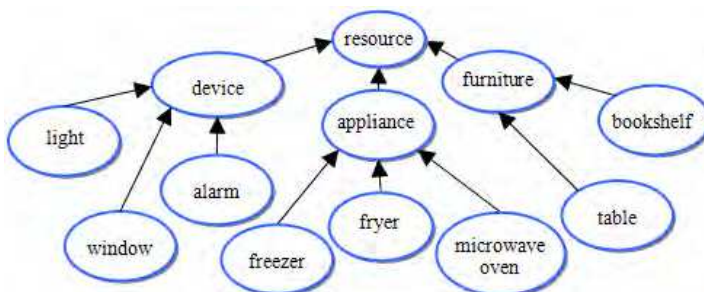 resource
device
furniture
light
appliance
bookshelf
alarm
window
freezer
fryer
microwave
oven
table